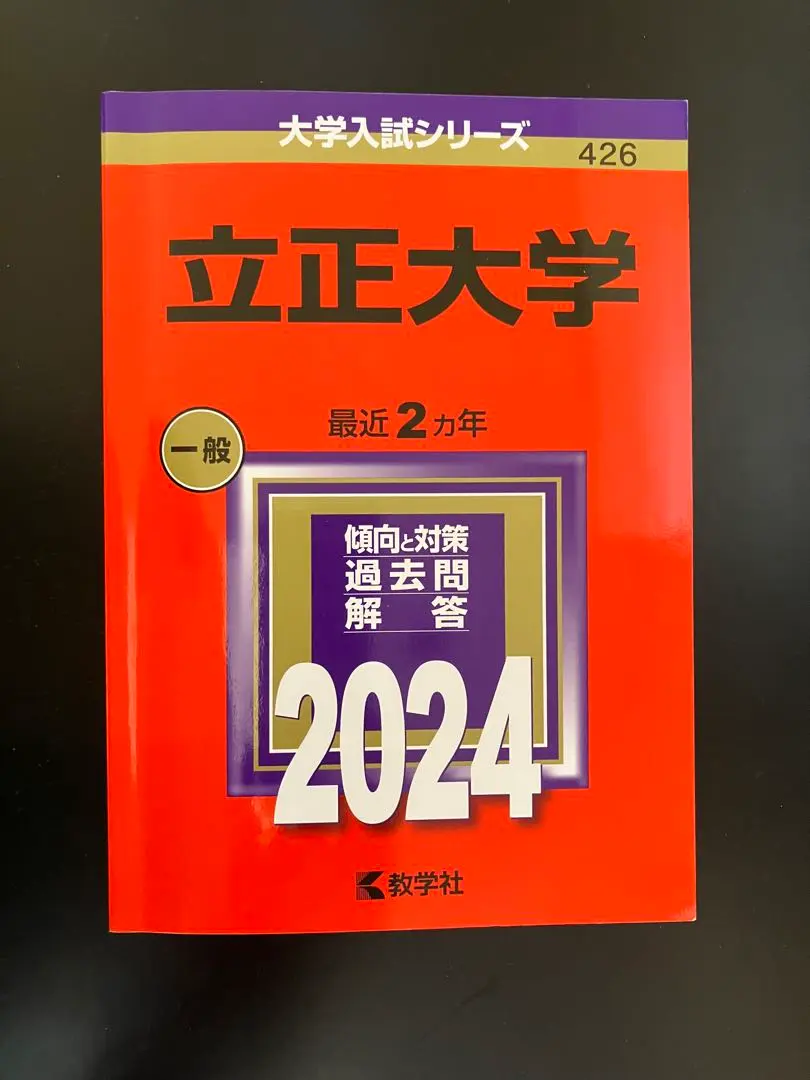 大学入試シリーズ
426
立正大学
最近2カ年
一般
傾向と対策
過去問
解答
2024
教学社